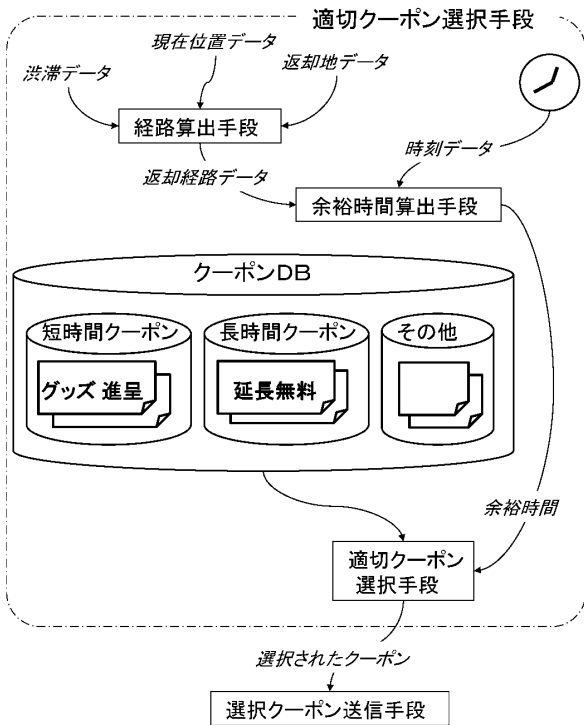 適切クーポン選択手段
現在位置データ
渋滞データ
返却地データ
経路算出手段
時刻データ
返却経路データ
余裕時間算出手段
クーポンDB
短時間クーポン
長時間クーポン
その他
グッズ 進呈
延長無料
余裕時間
適切クーポン
選択手段
選択されたクーポン
選択クーポン送信手段